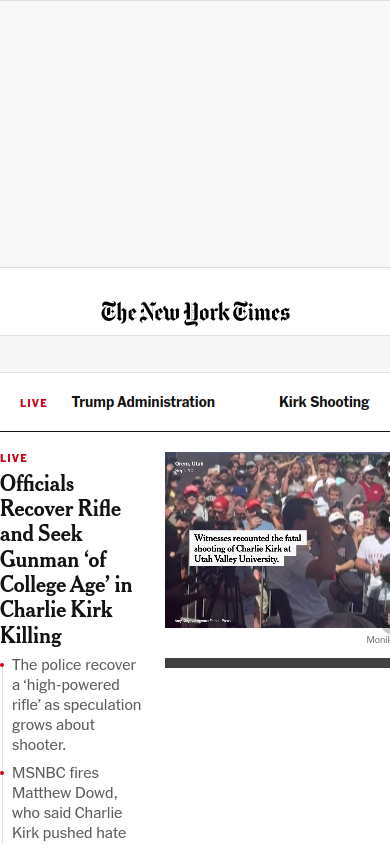 The New York Times
LIVE
Trump Administration
Kirk Shooting
LIVE
Officials
Recover Rifle
and Seek
Gunman ‘of
College Age’ in
Charlie Kirk
Killing
The police recover
a ‘high-powered
rifle’ as speculation
grows about
shooter.
MSNBC fires
Matthew Dowd,
who said Charlie
Kirk pushed hate
Orem, Utah
Witnesses recounted the fatal
shooting of Charlie Kirk at
Utah Valley University.
Monik